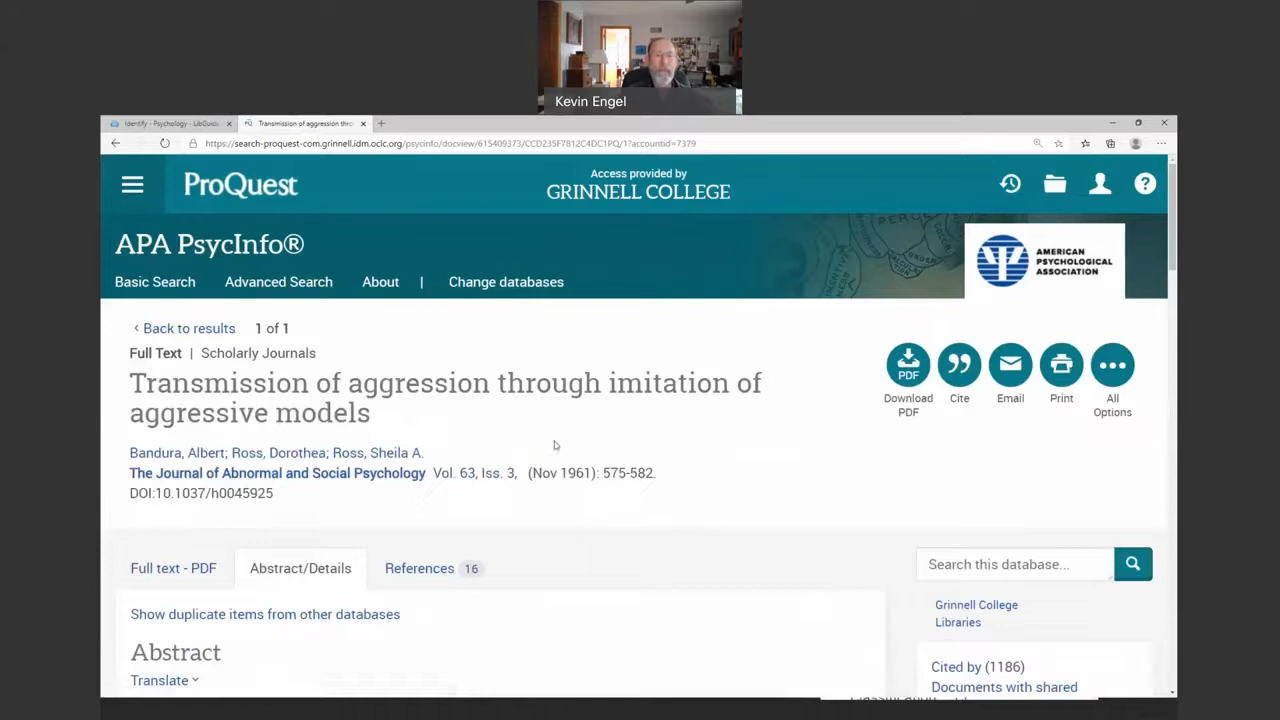 Kevin Engel
Identify - Psychology - LibGuide
Transmission of aggression thro
https://search-proquest-com.grinnell.idm.oclc.org/psycinfo/docview/615409373/CCD235F7812C4DC1PQ/1?accountid=7379
ProQuest
Access provided by
GRINNELL COLLEGE
APA PsycInfo®
AMERICAN
PSYCHOLOGICAL
ASSOCIATION
Basic Search Advanced Search About | Change databases
‹ Back to results 1 of 1
Full Text | Scholarly Journals
Transmission of aggression through imitation of
aggressive models
PDF
Download
PDF
Cite
Email
Print
All
Options
Bandura, Albert; Ross, Dorothea; Ross, Sheila A.
The Journal of Abnormal and Social Psychology Vol. 63, Iss. 3, (Nov 1961): 575-582.
DOI:10.1037/h0045925
Full text - PDF Abstract/Details References 16
Search this database...
Show duplicate items from other databases
Grinnell College
Libraries
Abstract
Translate
Cited by (1186)
Documents with shared